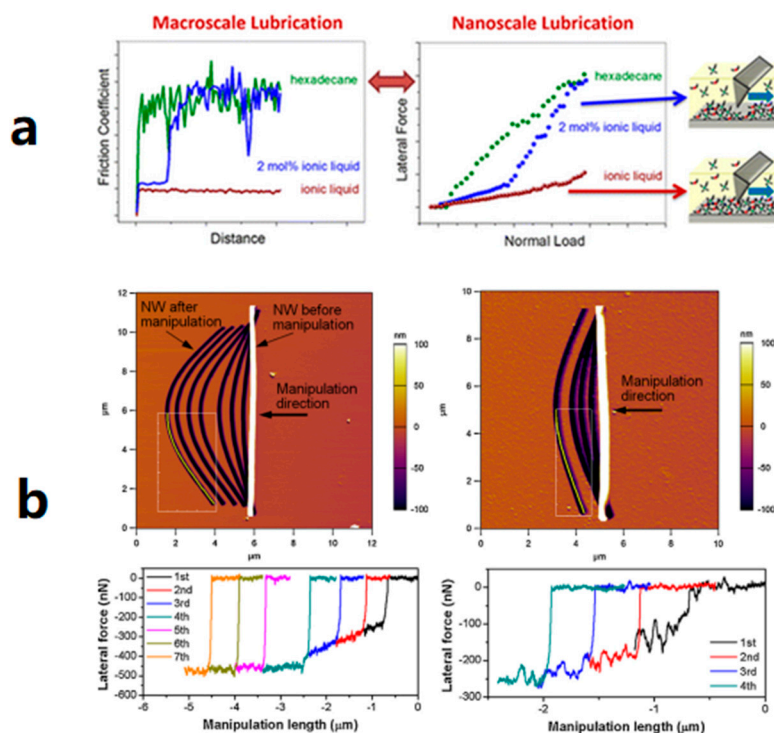 a
Macroscale Lubrication
Nanoscale Lubrication
Friction Coefficient
hexadecane
2 mol% ionic liquid
ionic liquid
Distance
Lateral Force
hexadecane
2 mol% ionic liquid
ionic liquid
Normal Load
b
12
10
8
6
4
2
0
µm
NW after
manipulation
NW before
manipulation
Manipulation
direction
0 2 4 6 8 10 12
µm
nm
100
50
0
-50
-100
10
8
6
4
2
0
µm
Manipulation
direction
0 2 4 6 8 10
µm
nm
100
50
0
-50
-100
Lateral force (nN)
0
-100
-200
-300
-400
-500
-600
1st
2nd
3rd
4th
5th
6th
7th
-6 -5 -4 -3 -2 -1 0
Manipulation length (µm)
Lateral force (nN)
0
-100
-200
-300
1st
2nd
3rd
4th
-2 -1 0
Manipulation length (µm)